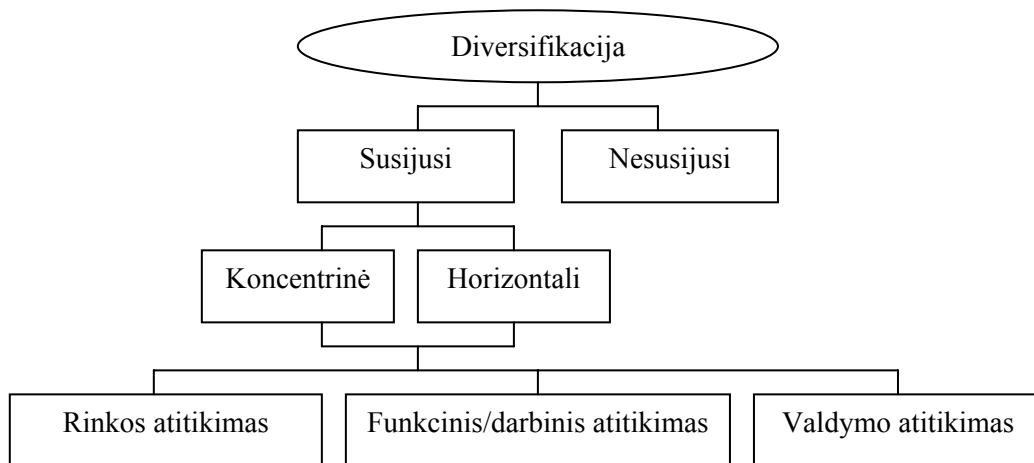 Diversifikacija
Susijusi
Nesusijusi
Koncentrinė
Horizontali
Rinkos atitikimas
Funkcinis/darbinis atitikimas
Valdymo atitikimas